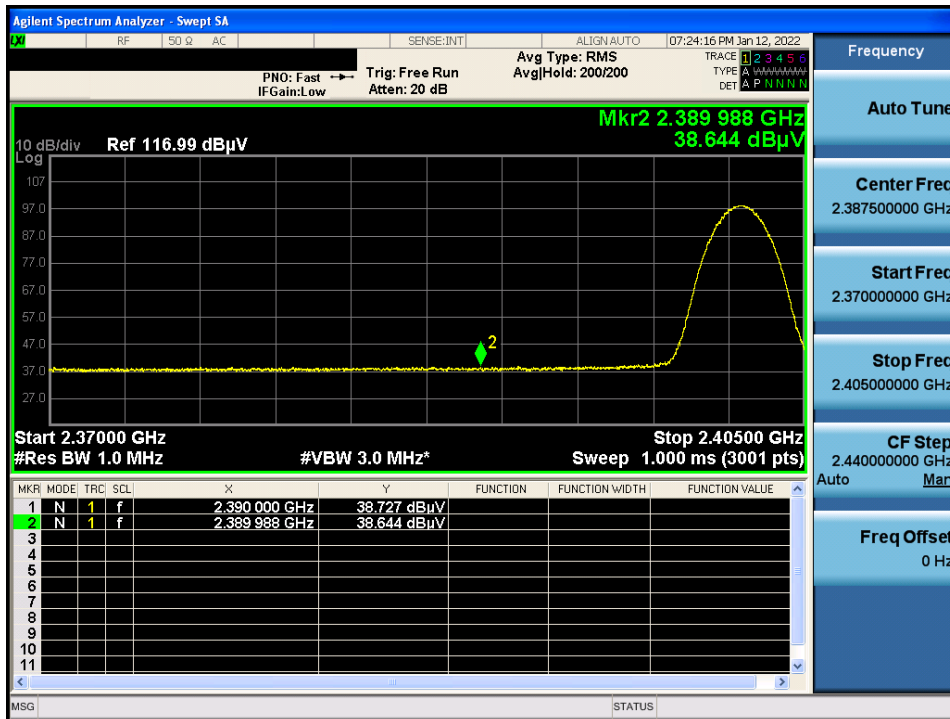 Agilent Spectrum Analyzer - Swept SA
LXI RF 50 Ω AC SENSE:INT ALIGN AUTO 07:24:16 PM Jan 12, 2022
PNO: Fast Trig: Free Run Avg Type: RMS TRACE 1 2 3 4 5 6
IFGain:Low Atten: 20 dB Avg|Hold: 200/200 TYPE A WWWWWW
DET A P N N N N
Mkr2 2.389 988 GHz
38.644 dBµV
10 dB/div Ref 116.99 dBµV
Log
107
97.0
87.0
77.0
67.0
57.0
47.0
37.0
27.0
2
Start 2.37000 GHz Stop 2.40500 GHz
#Res BW 1.0 MHz #VBW 3.0 MHz* Sweep 1.000 ms (3001 pts)
MKR MODE TRC SCL X Y FUNCTION FUNCTION WIDTH FUNCTION VALUE
1 N 1 f 2.390 000 GHz 38.727 dBµV
2 N 1 f 2.389 988 GHz 38.644 dBµV
3
4
5
6
7
8
9
10
11
MSG STATUS
Frequency
Auto Tune
Center Freq
2.387500000 GHz
Start Freq
2.370000000 GHz
Stop Freq
2.405000000 GHz
CF Step
2.440000000 GHz
Auto Man
Freq Offset
0 Hz